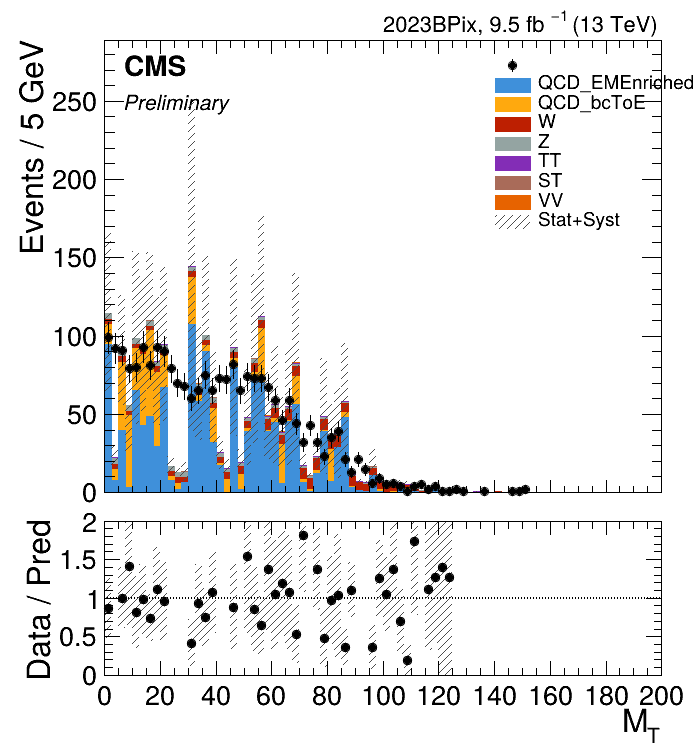 2023BPix, 9.5 fb⁻¹ (13 TeV)
CMS
Preliminary
QCD_EMEnriched
QCD_bcToE
W
Z
TT
ST
VV
Stat+Syst
Events / 5 GeV
250
200
150
100
50
0
Data / Pred
2
1.5
1
0.5
0
0 20 40 60 80 100 120 140 160 180 200
M_T